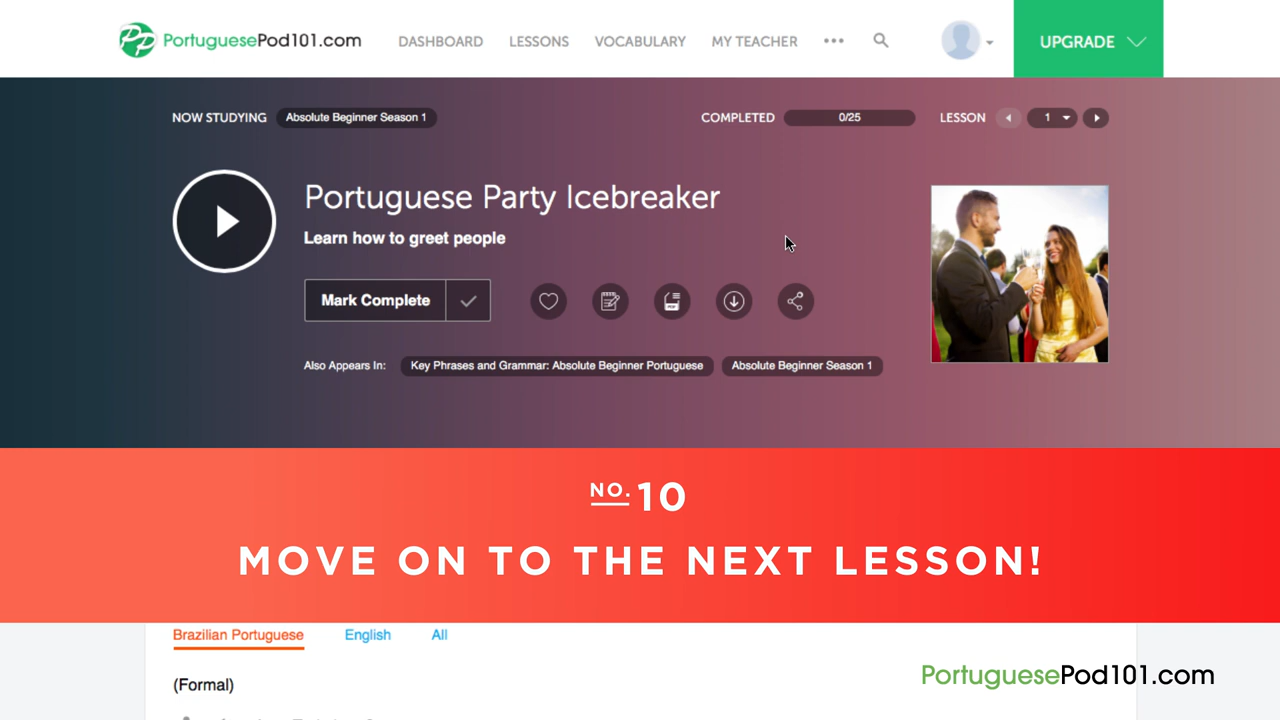 PortuguesePod101.com
DASHBOARD
LESSONS
VOCABULARY
MY TEACHER
UPGRADE
NOW STUDYING
Absolute Beginner Season 1
COMPLETED
0/25
LESSON
1
Portuguese Party Icebreaker
Learn how to greet people
Mark Complete
Also Appears In:
Key Phrases and Grammar: Absolute Beginner Portuguese
Absolute Beginner Season 1
NO. 10
MOVE ON TO THE NEXT LESSON!
Brazilian Portuguese
English
All
(Formal)
PortuguesePod101.com